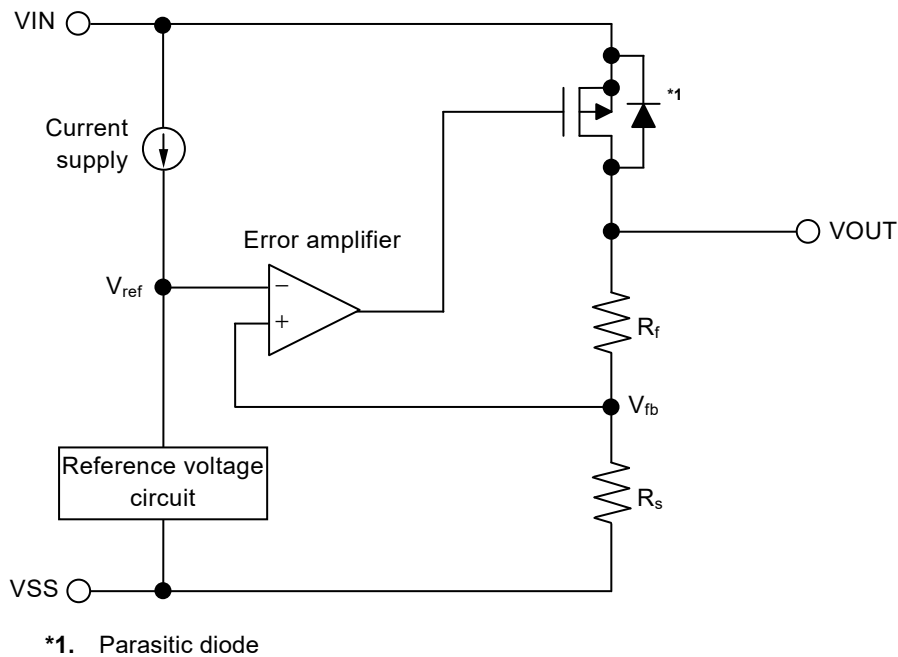 VIN
*1
Current
supply
Error amplifier
VOUT
Vref
−
+
Rf
Vfb
Reference voltage
circuit
Rs
VSS
*1. Parasitic diode